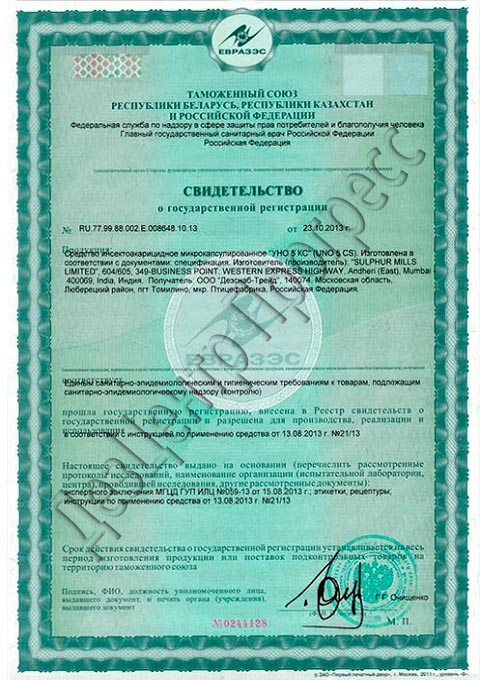 ЕВРАЗЭС
ТАМОЖЕННЫЙ СОЮЗ
РЕСПУБЛИКИ БЕЛАРУСЬ, РЕСПУБЛИКИ КАЗАХСТАН
И РОССИЙСКОЙ ФЕДЕРАЦИИ
Федеральная служба по надзору в сфере защиты прав потребителей и благополучия человека
Главный государственный санитарный врач Российской Федерации
Российская Федерация
СВИДЕТЕЛЬСТВО
о государственной регистрации
№ RU.77.99.88.002.Е.008648.10.13 от 23.10.2013 г.
Продукция:
Средство инсектоакарицидное микрокапсулированное "УНО 5 КС" (UNO 5 CS). Изготовлена в
соответствии с документами: спецификация. Изготовитель (производитель): "SULPHUR MILLS
LIMITED", 604/605, 349-BUSINESS POINT, WESTERN EXPRESS HIGHWAY, Andheri (East), Mumbai
400069, India, Индия. Получатель: ООО "Дезснаб-Трейд", 140074, Московская область,
Люберецкий район, пгт Томилино, мкр. Птицефабрика, Российская Федерация.
ЕВРАЗЭС
соответствует
Единым санитарно-эпидемиологическим и гигиеническим требованиям к товарам, подложащим
санитарно-эпидемиологическому надзору (контролю)
прошла государственную регистрацию, внесена в Реестр свидетельств о
государственной регистрации и разрешена для производства, реализации и
использования
в соответствии с инструкцией по применению средства от 13.08.2013 г. №21/13
Настоящее свидетельство выдано на основании (перечислить рассмотренные
протоколы исследований, наименование организации (испытательной лаборатории,
центра), проводившей исследования, другие рассмотренные документы):
экспертного заключения МГЦД ГУП ИЛЦ №059-13 от 15.08.2013 г.; этикетки; рецептуры;
инструкции по применению средства от 13.08.2013 г. №21/13
Срок действия свидетельства о государственной регистрации устанавливается на весь
период изготовления продукции или поставок подконтрольных товаров на
территорию таможенного союза
Подпись, ФИО, должность уполномоченного лица,
выдавшего документ, и печать органа (учреждения),
выдавшего документ
Г.Г. Онищенко
М. П.
№0244128
© ЗАО «Первый печатный двор», г. Москва, 2011 г., уровень «В».
ДезЦентр Прогресс